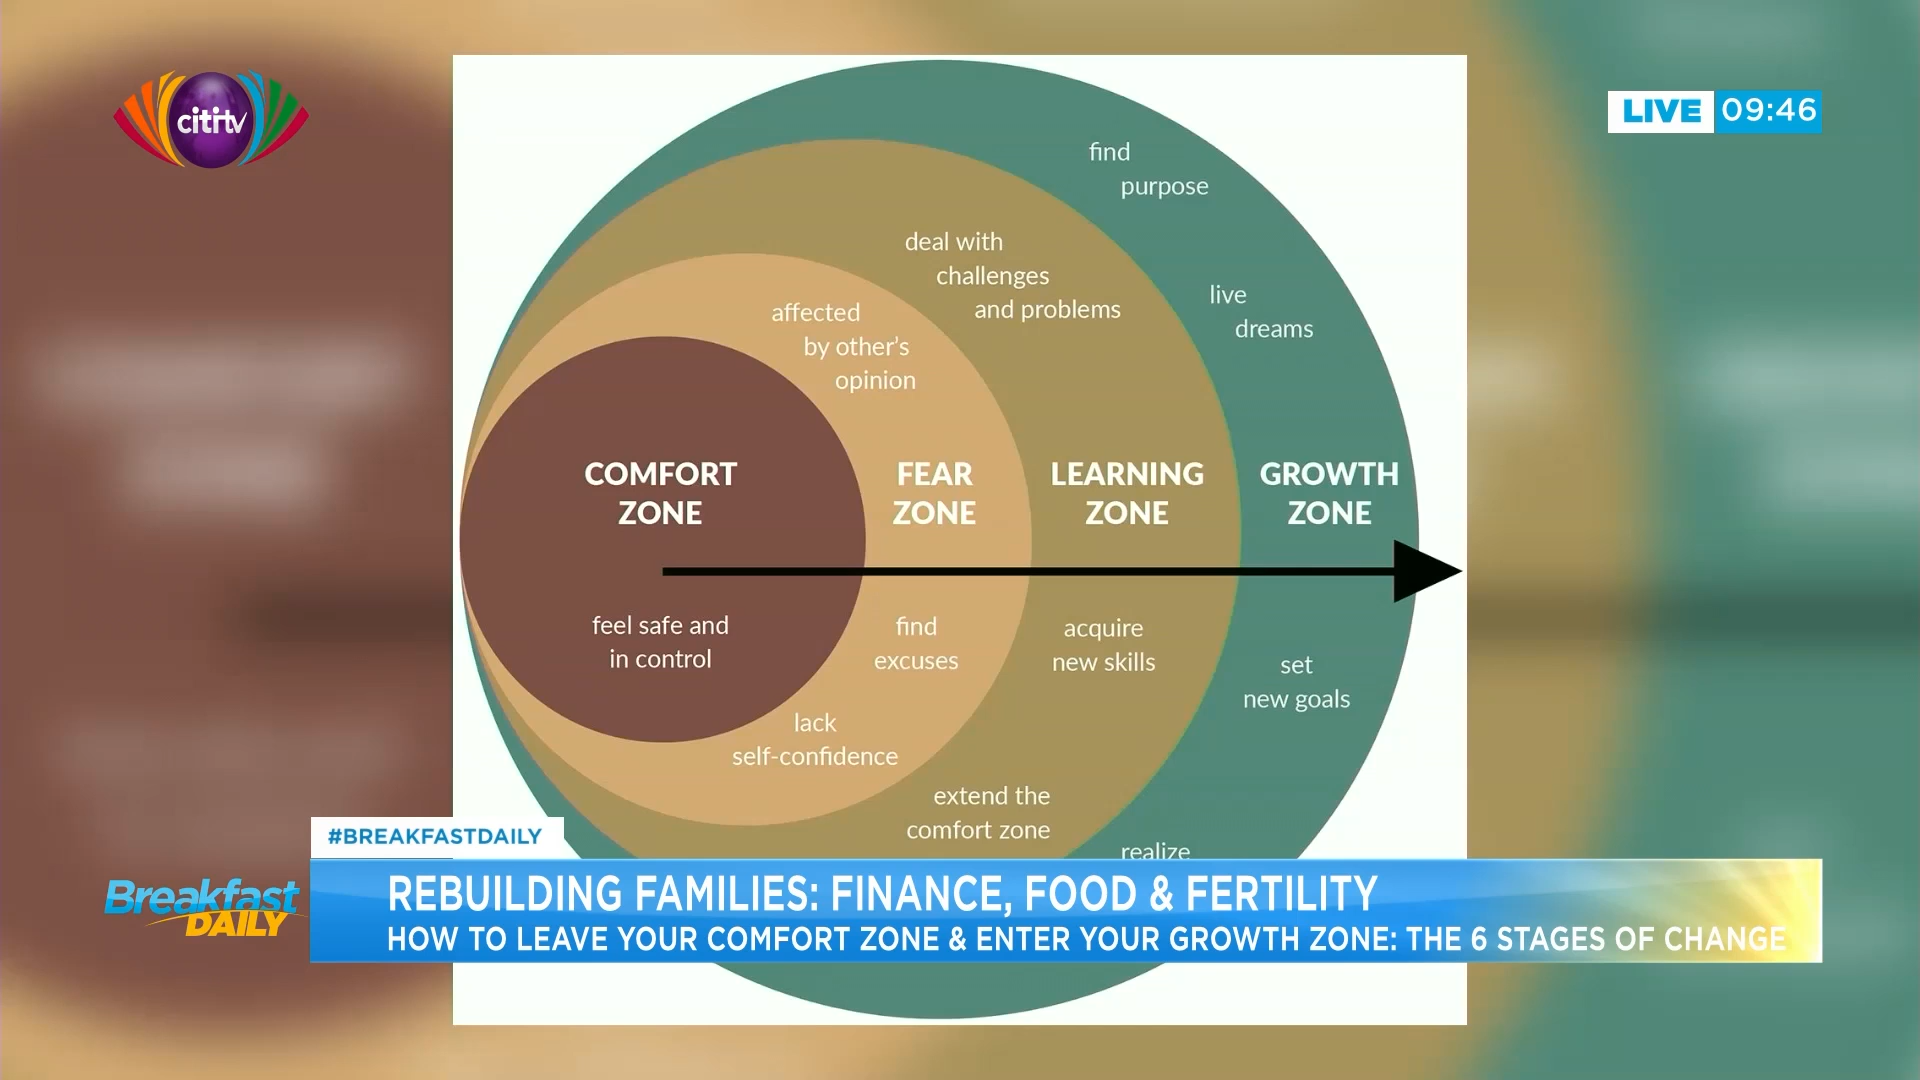 cititv
LIVE 09:46
find
purpose
deal with
challenges
and problems
live
dreams
affected
by other's
opinion
COMFORT
ZONE
FEAR
ZONE
LEARNING
ZONE
GROWTH
ZONE
feel safe and
in control
find
excuses
acquire
new skills
set
new goals
lack
self-confidence
extend the
comfort zone
realize
#BREAKFASTDAILY
Breakfast
DAILY
REBUILDING FAMILIES: FINANCE, FOOD & FERTILITY
HOW TO LEAVE YOUR COMFORT ZONE & ENTER YOUR GROWTH ZONE: THE 6 STAGES OF CHANGE